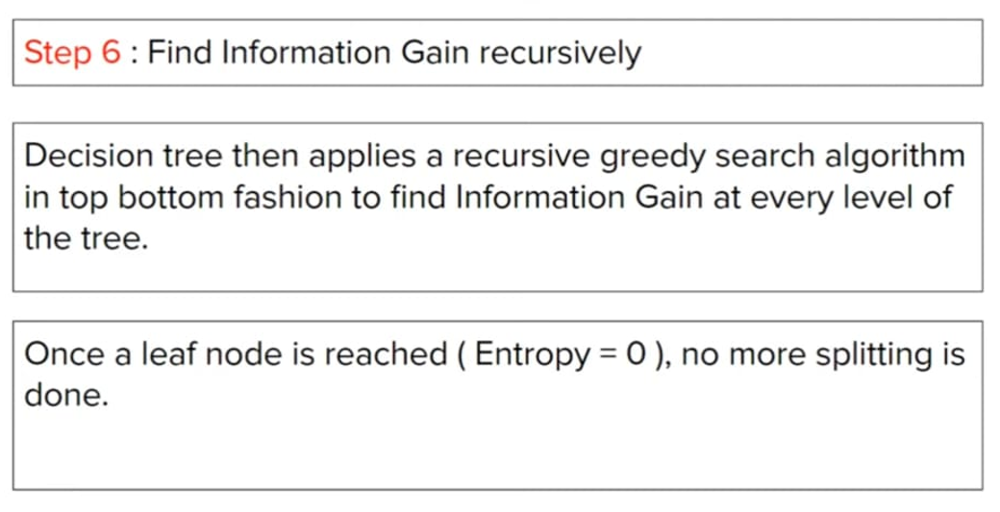 Step 6 : Find Information Gain recursively
Decision tree then applies a recursive greedy search algorithm
in top bottom fashion to find Information Gain at every level of
the tree.
Once a leaf node is reached ( Entropy = 0 ), no more splitting is
done.